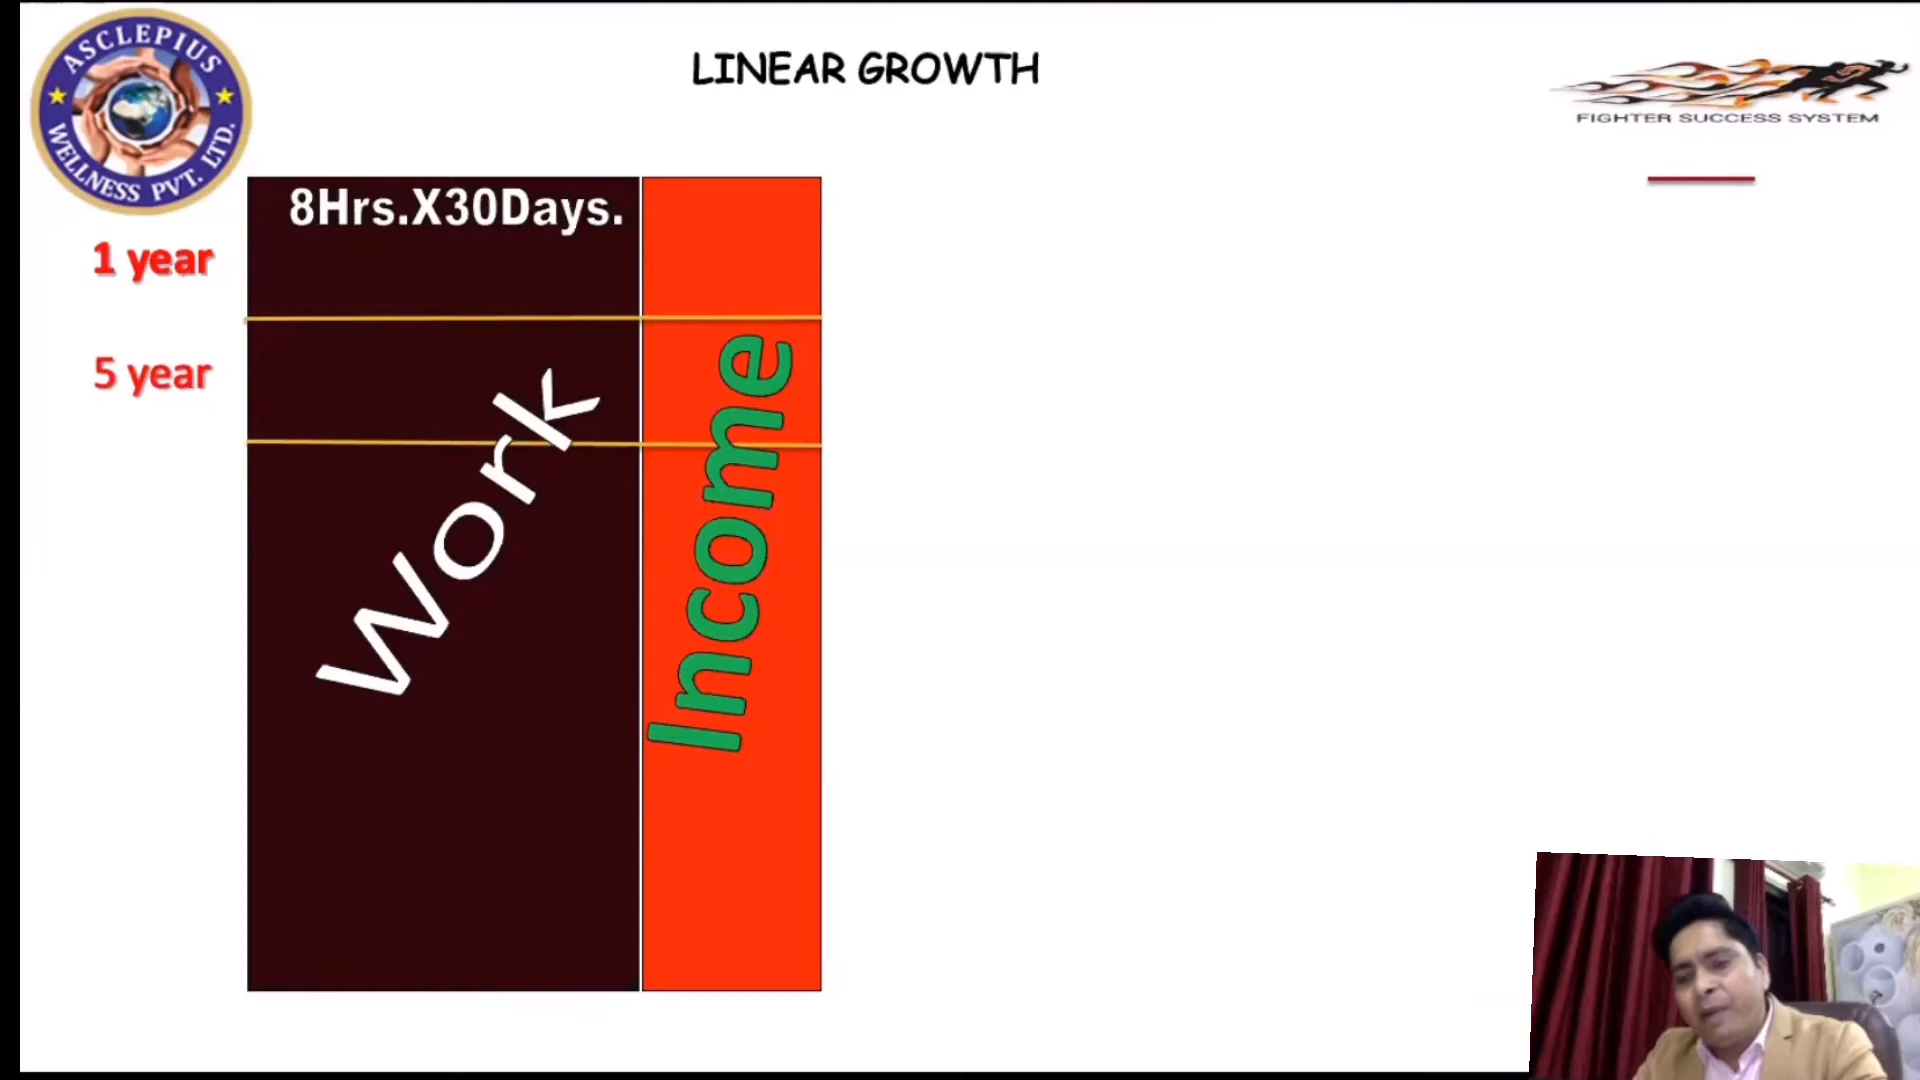 ASCLEPIUS
WELLNESS PVT. LTD.
LINEAR GROWTH
FIGHTER SUCCESS SYSTEM
8Hrs.X30Days.
1 year
5 year
Work
Income